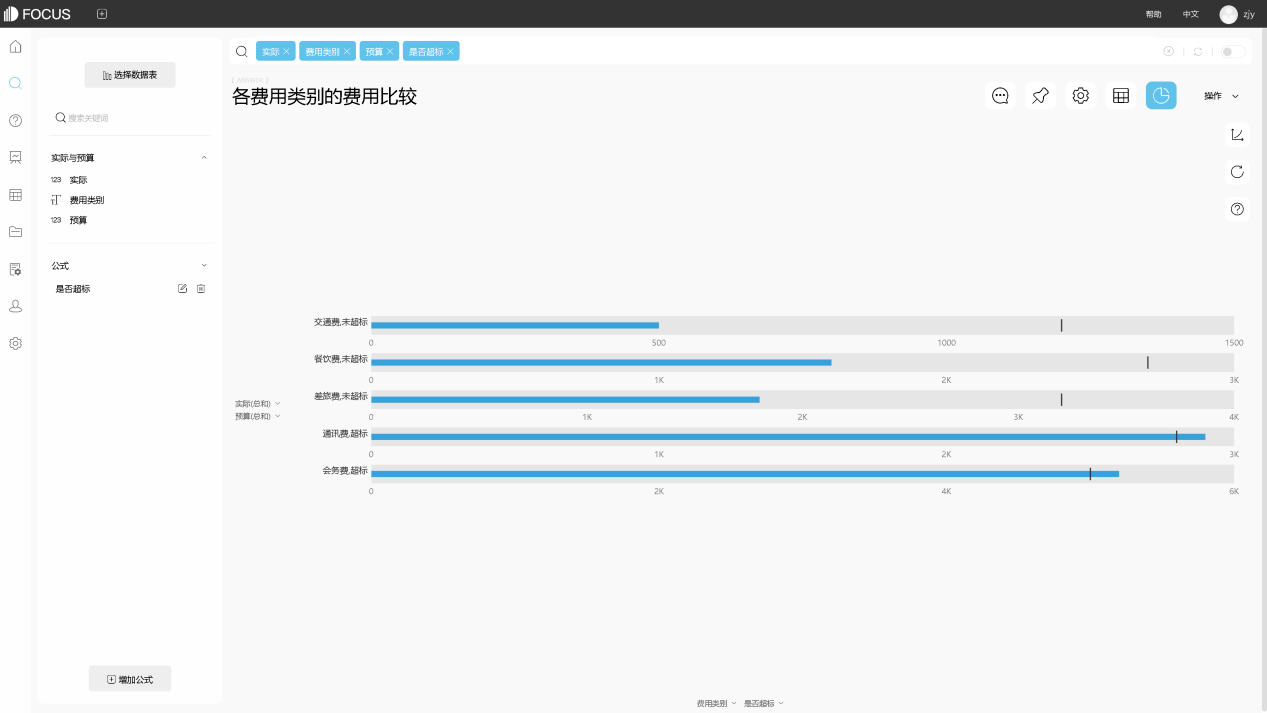 FOCUS
帮助 中文 zjy
选择数据表
搜索关键词
实际与预算
123 实际
费用类别
123 预算
公式
是否超标
增加公式
实际 × 费用类别 × 预算 × 是否超标 ×
[ Answer ]
各费用类别的费用比较
操作
交通费,未超标
0 500 1000 1500
餐饮费,未超标
0 1K 2K 3K
差旅费,未超标
0 1K 2K 3K 4K
通讯费,超标
0 1K 2K 3K
会务费,超标
0 2K 4K 6K
实际(总和)
预算(总和)
费用类别 是否超标